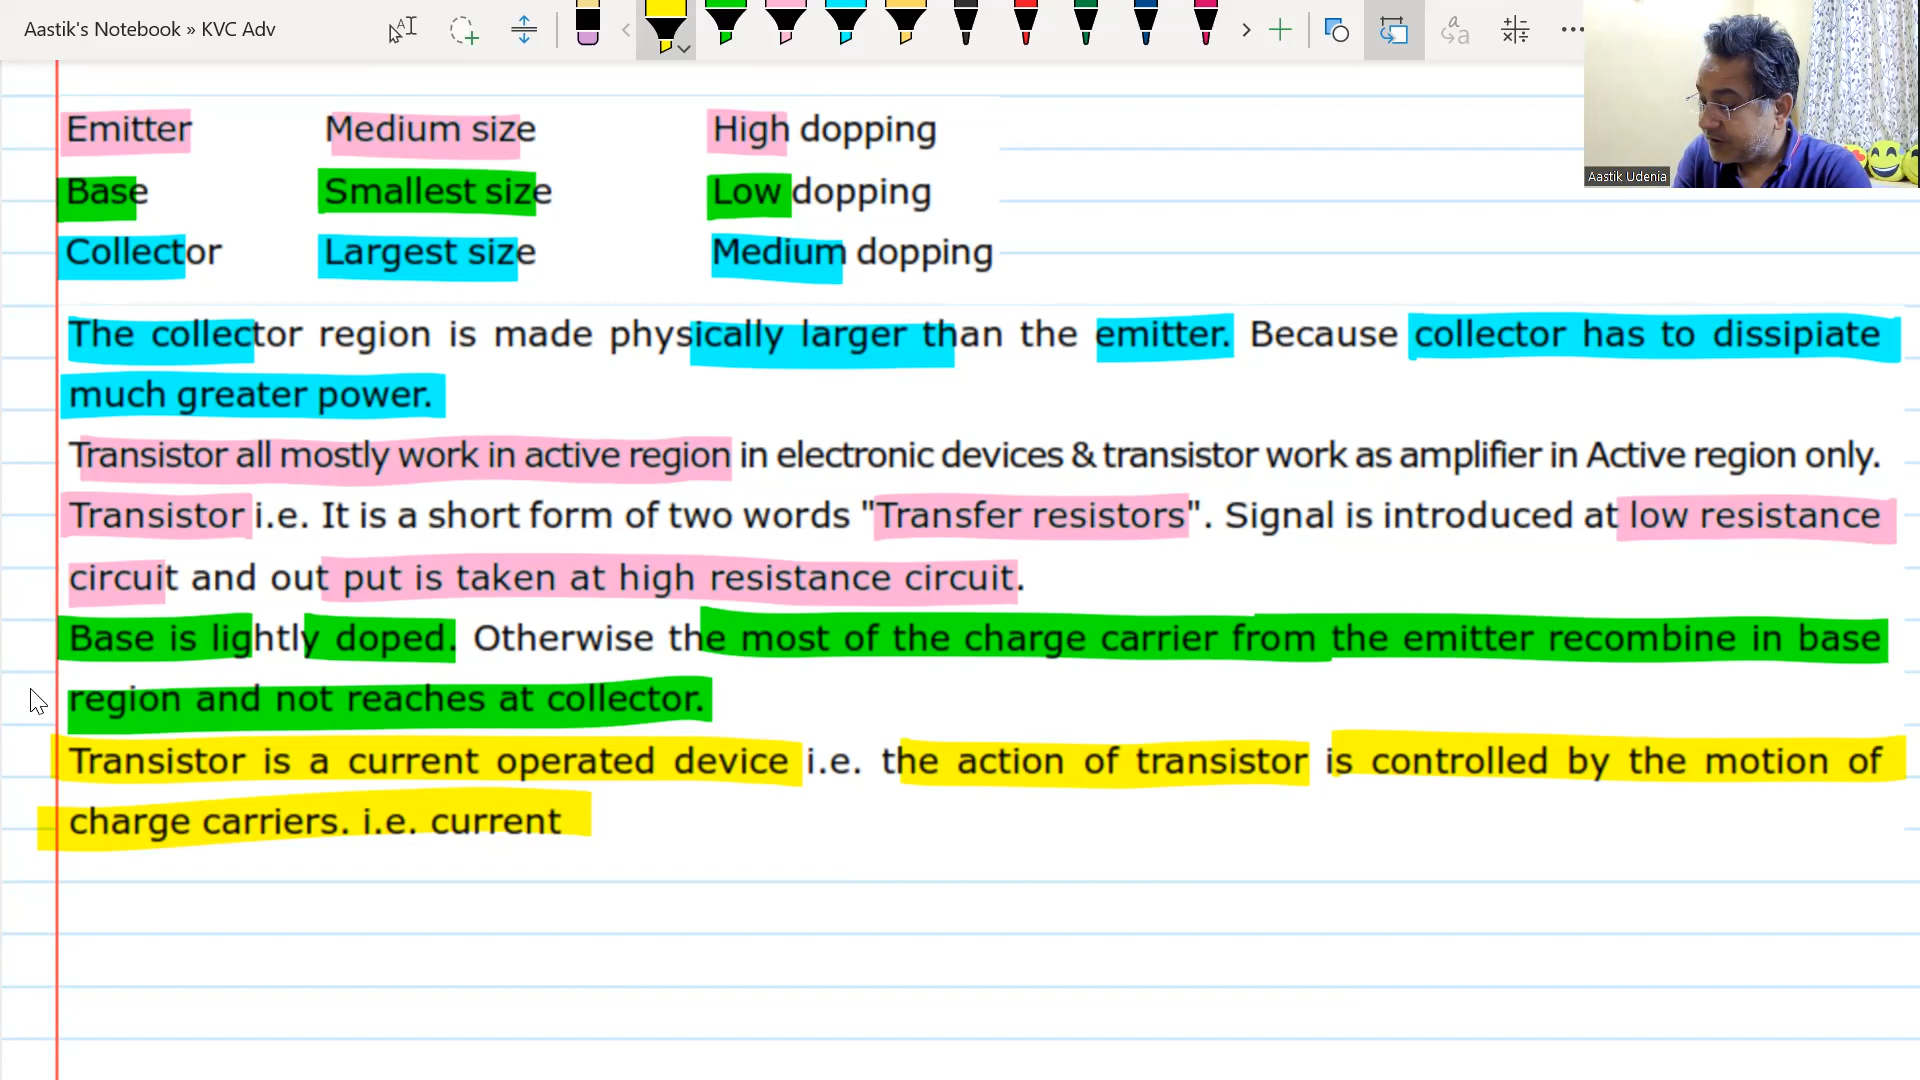 Aastik's Notebook » KVC Adv
Aastik Udenia
Emitter Medium size High dopping
Base Smallest size Low dopping
Collector Largest size Medium dopping
The collector region is made physically larger than the emitter. Because collector has to dissipiate
much greater power.
Transistor all mostly work in active region in electronic devices & transistor work as amplifier in Active region only.
Transistor i.e. It is a short form of two words "Transfer resistors". Signal is introduced at low resistance
circuit and out put is taken at high resistance circuit.
Base is lightly doped. Otherwise the most of the charge carrier from the emitter recombine in base
region and not reaches at collector.
Transistor is a current operated device i.e. the action of transistor is controlled by the motion of
charge carriers. i.e. current